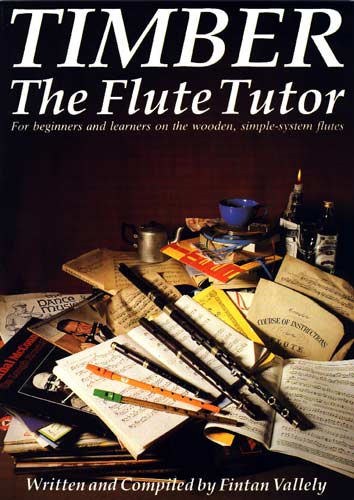 TIMBER
The Flute Tutor
For beginners and learners on the wooden, simple-system flutes
DANCE
MUSIC
COURSE OF INSTRUCTIONS
FLUTE
Written and Compiled by Fintan Vallely